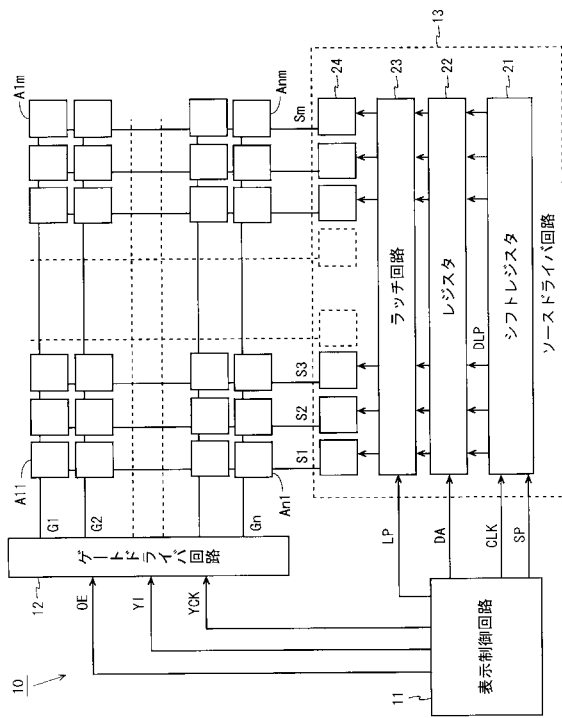 10
11
表示制御回路
OE
YI
YCK
LP
DA
CLK
SP
12
ゲートドライバ回路
G1
G2
Gn
A11
A1m
An1
Anm
S1
S2
S3
Sm
13
24
23
ラッチ回路
22
レジスタ
DLP
21
シフトレジスタ
ソースドライバ回路